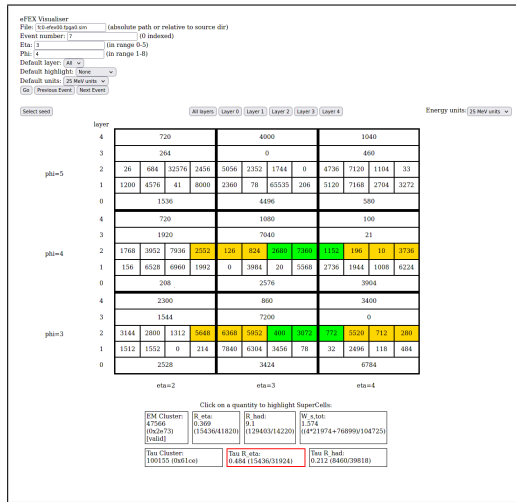 eFEX Visualiser
File: fc0-efex00.fpga0.sim (absolute path or relative to source dir)
Event number: 7 (0 indexed)
Eta: 3 (in range 0-5)
Phi: 4 (in range 1-8)
Default layer: All
Default highlight: None
Default units: 25 MeV units
Go Previous Event Next Event
Select seed All layers Layer 0 Layer 1 Layer 2 Layer 3 Layer 4 Energy units: 25 MeV units
layer
4 720 4000 1040
3 264 0 460
phi=5 2 26 684 32576 2456 5056 2352 1744 0 4736 7120 1104 33
1 1200 4576 41 8000 2360 78 65535 206 5120 7168 2704 3272
0 1536 4496 580
4 720 1080 100
3 1920 7040 21
phi=4 2 1768 3952 7936 2552 126 824 2680 7300 1152 196 10 3736
1 156 6528 6960 1992 0 3984 20 5568 2736 1944 1008 6224
0 208 2576 3904
4 2300 860 3400
3 1544 7200 0
phi=3 2 3144 2800 1312 5648 6368 5952 400 3072 772 5520 712 280
1 1512 1552 0 214 7840 6304 3456 78 32 2496 118 484
0 2528 3424 6784
eta=2 eta=3 eta=4
Click on a quantity to highlight SuperCells:
EM Cluster: R_eta: R_had: W_s,tot:
47566 0.369 9.1 1.574
(0x2e73) (15436/41820) (129403/14220) ((4*21974+76899)/104725)
[valid]
Tau Cluster: Tau R_eta: Tau R_had:
100155 (0x61ce) 0.484 (15436/31924) 0.212 (8460/39818)